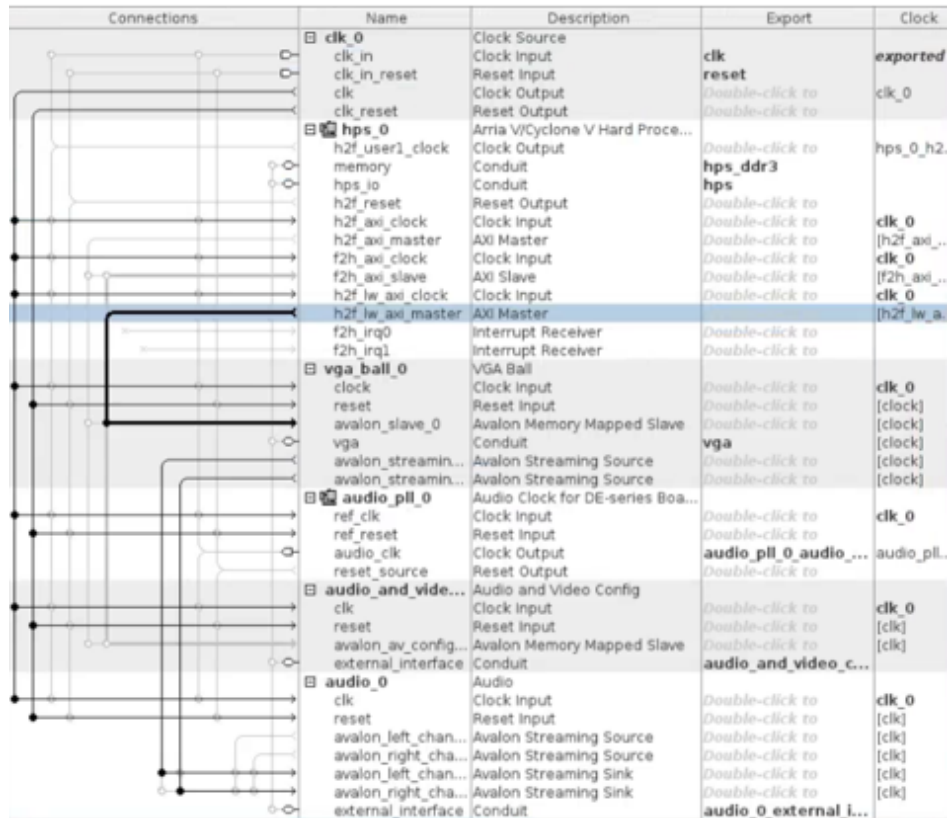 Connections Name Description Export Clock
clk_0 Clock Source
clk_in Clock Input clk exported
clk_in_reset Reset Input reset
clk Clock Output Double-click to clk_0
clk_reset Reset Output Double-click to
hps_0 Arria V/Cyclone V Hard Proce...
h2f_user1_clock Clock Output Double-click to hps_0_h2...
memory Conduit hps_ddr3
hps_io Conduit hps
h2f_reset Reset Output Double-click to
h2f_axi_clock Clock Input Double-click to clk_0
h2f_axi_master AXI Master Double-click to [h2f_axi_...
f2h_axi_clock Clock Input Double-click to clk_0
f2h_axi_slave AXI Slave Double-click to [f2h_axi_...
h2f_lw_axi_clock Clock Input Double-click to clk_0
h2f_lw_axi_master AXI Master [h2f_lw_a...
f2h_irq0 Interrupt Receiver Double-click to
f2h_irq1 Interrupt Receiver Double-click to
vga_ball_0 VGA Ball
clock Clock Input Double-click to clk_0
reset Reset Input Double-click to [clock]
avalon_slave_0 Avalon Memory Mapped Slave Double-click to [clock]
vga Conduit vga [clock]
avalon_streamin... Avalon Streaming Source Double-click to [clock]
avalon_streamin... Avalon Streaming Source Double-click to [clock]
audio_pll_0 Audio Clock for DE-series Boa...
ref_clk Clock Input Double-click to clk_0
ref_reset Reset Input Double-click to
audio_clk Clock Output audio_pll_0_audio_... audio_pll...
reset_source Reset Output Double-click to
audio_and_vide... Audio and Video Config
clk Clock Input Double-click to clk_0
reset Reset Input Double-click to [clk]
avalon_av_config... Avalon Memory Mapped Slave Double-click to [clk]
external_interface Conduit audio_and_video_c...
audio_0 Audio
clk Clock Input Double-click to clk_0
reset Reset Input Double-click to [clk]
avalon_left_chan... Avalon Streaming Source Double-click to [clk]
avalon_right_cha... Avalon Streaming Source Double-click to [clk]
avalon_left_chan... Avalon Streaming Sink Double-click to [clk]
avalon_right_cha... Avalon Streaming Sink Double-click to [clk]
external_interface Conduit audio_0_external_i...